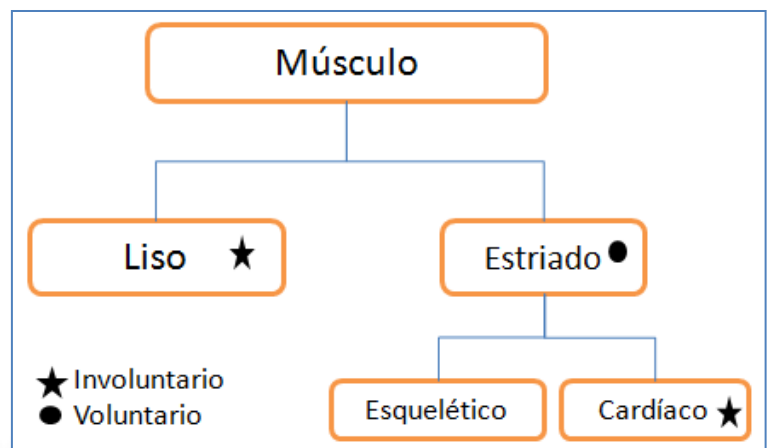 Músculo
Liso
Estriado
Involuntario
Voluntario
Esquelético
Cardíaco